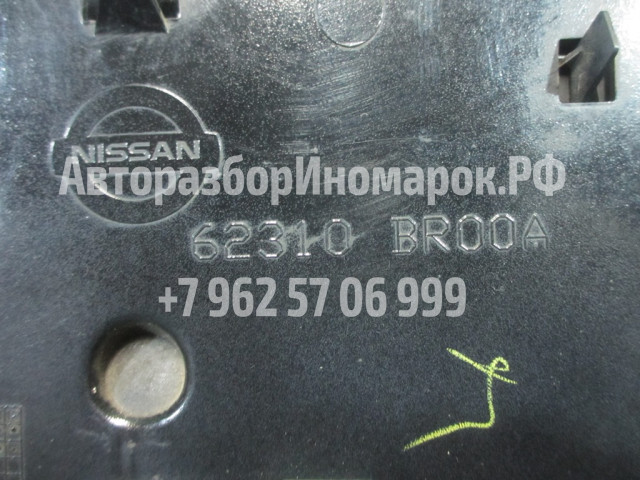 NISSAN
АвторазборИномарок.РФ
62310 BR00A
+7 962 57 06 999